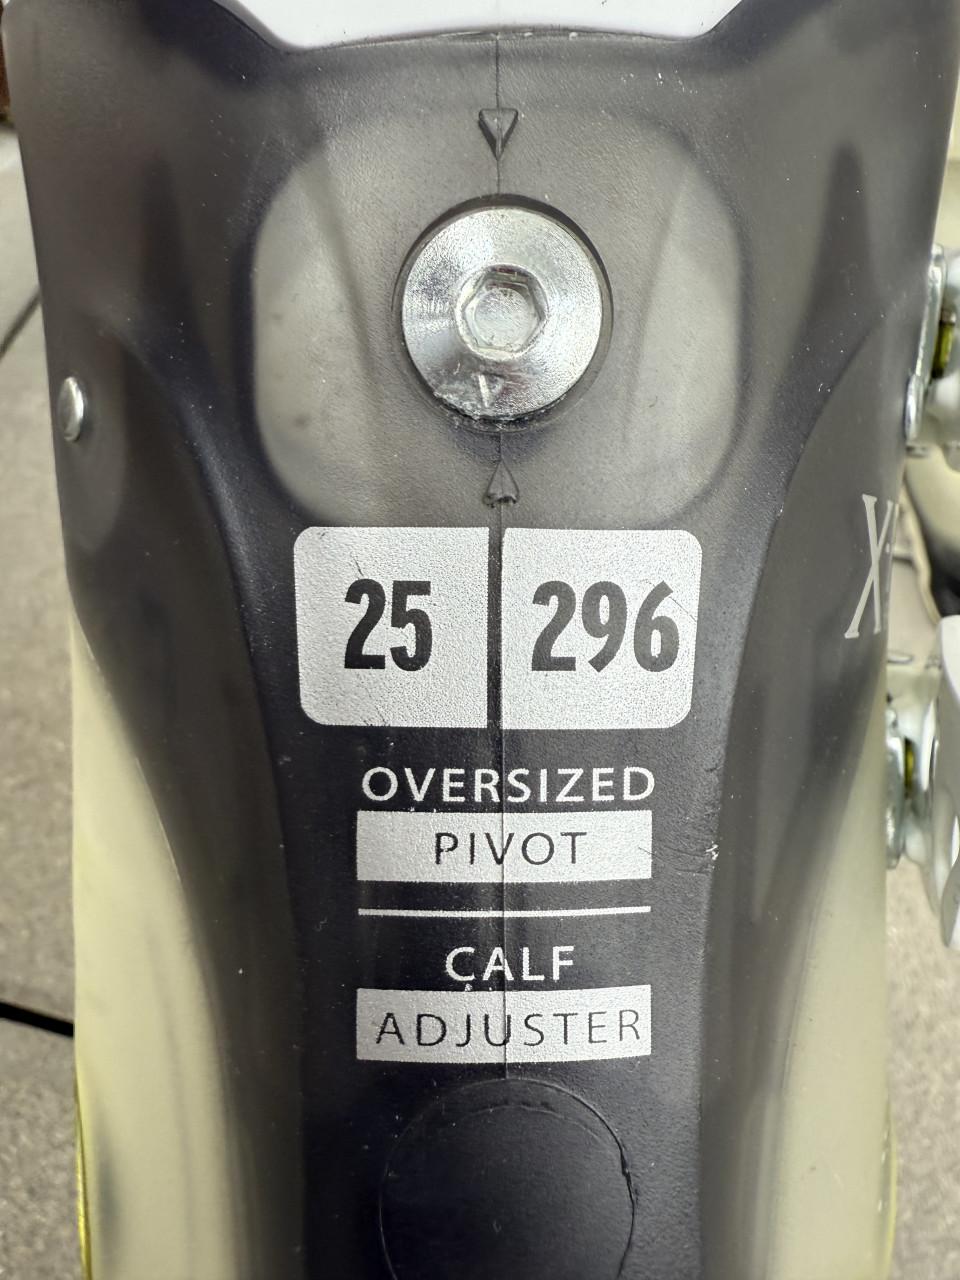 25 296
OVERSIZED
PIVOT
CALF
ADJUSTER